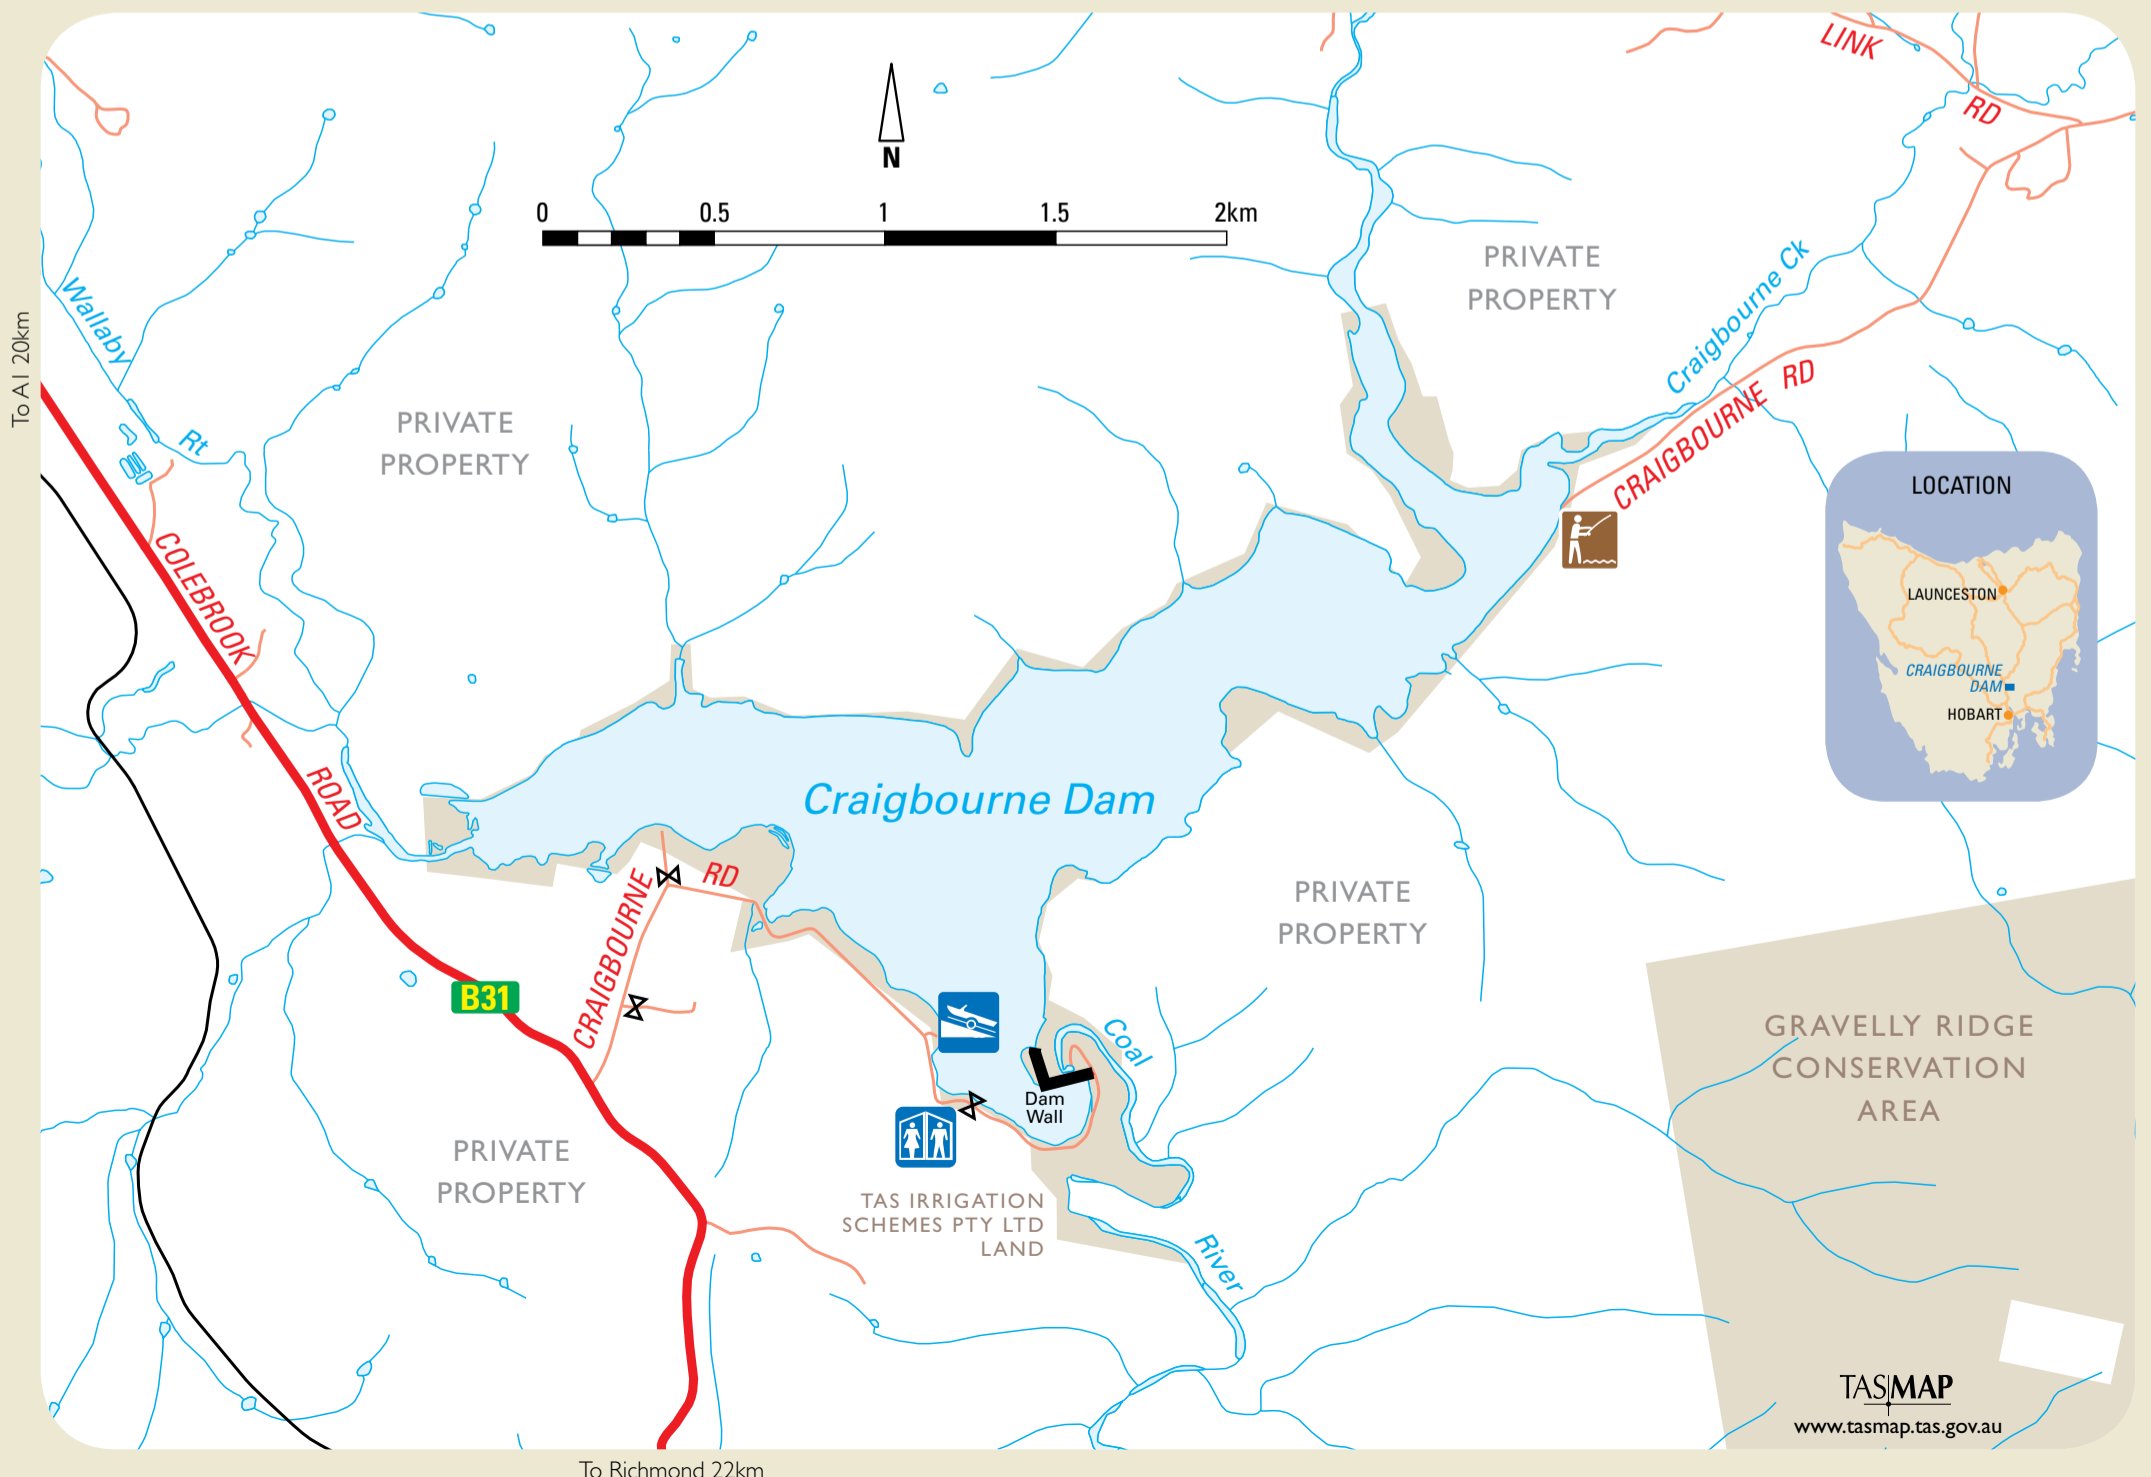 LINK
RD
N
0 0.5 1 1.5 2km
PRIVATE
PROPERTY
Craigbourne Ck
CRAIGBOURNE RD
Wallaby
Rt
To A1 20km
PRIVATE
PROPERTY
COLEBROOK
ROAD
LOCATION
LAUNCESTON
CRAIGBOURNE
DAM
HOBART
Craigbourne Dam
CRAIGBOURNE
RD
PRIVATE
PROPERTY
B31
Coal
River
Dam
Wall
GRAVELLY RIDGE
CONSERVATION
AREA
PRIVATE
PROPERTY
TAS IRRIGATION
SCHEMES PTY LTD
LAND
TASMAP
www.tasmap.tas.gov.au
To Richmond 22km